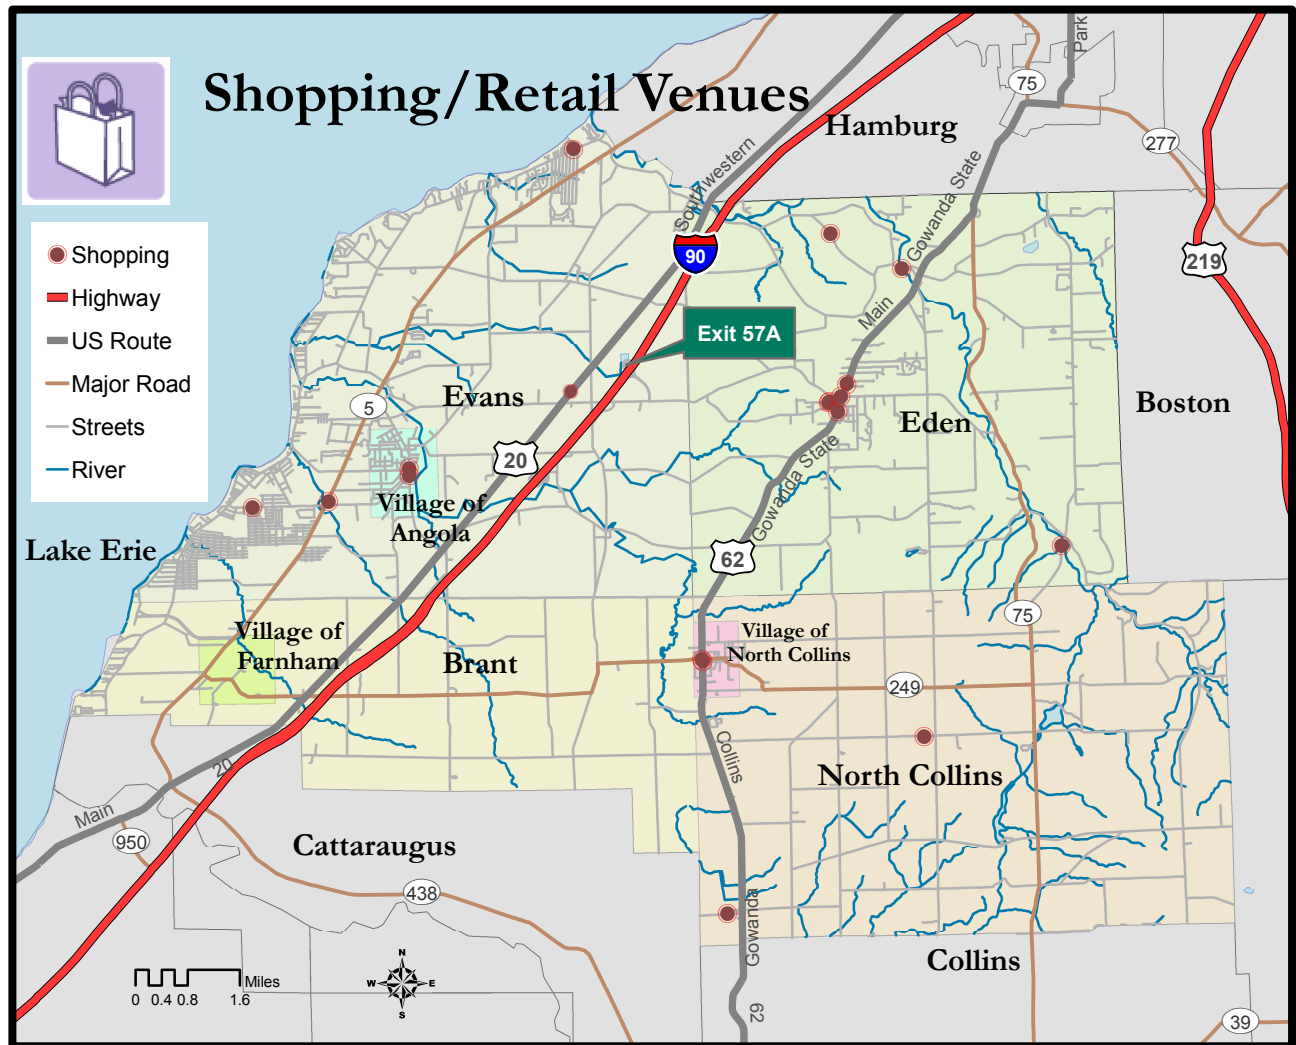 Shopping/Retail Venues
Shopping
Highway
US Route
Major Road
Streets
River
Park
75
Hamburg
277
Southwestern
Gowanda State
90
219
Exit 57A
Main
Evans
5
Boston
Eden
20
Gowanda State
Village of
Angola
Lake Erie
62
75
Village of
Farnham
Village of
North Collins
Brant
249
Collins
20
North Collins
Main
950
Cattaraugus
438
Gowanda
Collins
N
W
E
S
Miles
0 0.4 0.8 1.6
62
39